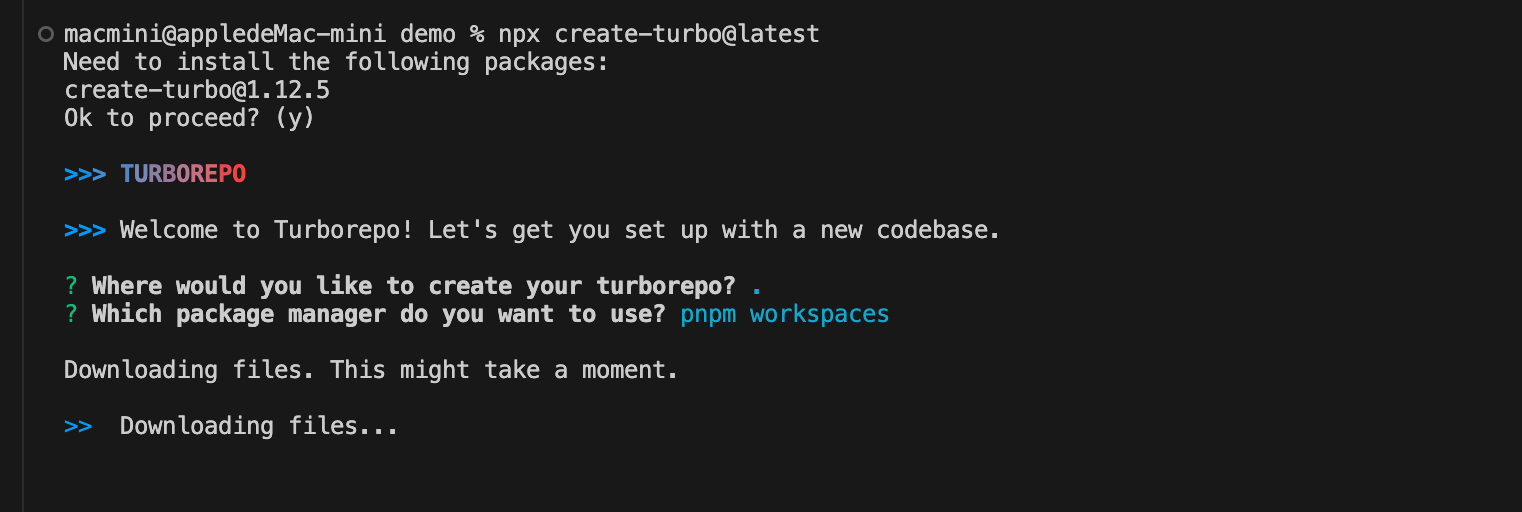 macmini@appledeMac-mini demo % npx create-turbo@latest
Need to install the following packages:
create-turbo@1.12.5
Ok to proceed? (y)
>>> TURBOREPO
>>> Welcome to Turborepo! Let's get you set up with a new codebase.
? Where would you like to create your turborepo? .
? Which package manager do you want to use? pnpm workspaces
Downloading files. This might take a moment.
>>  Downloading files...